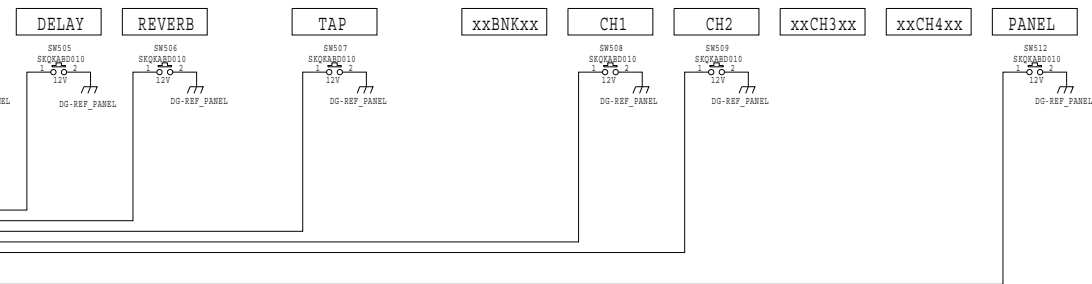 DELAY REVERB TAP xxBNKxx CH1 CH2 xxCH3xx xxCH4xx PANEL
SW505 SW506 SW507 SW508 SW509 SW512
SKQKABD010 SKQKABD010 SKQKABD010 SKQKABD010 SKQKABD010 SKQKABD010
1 2 1 2 1 2 1 2 1 2 1 2
12V 12V 12V 12V 12V 12V
NEL DG-REF_PANEL DG-REF_PANEL DG-REF_PANEL DG-REF_PANEL DG-REF_PANEL DG-REF_PANEL